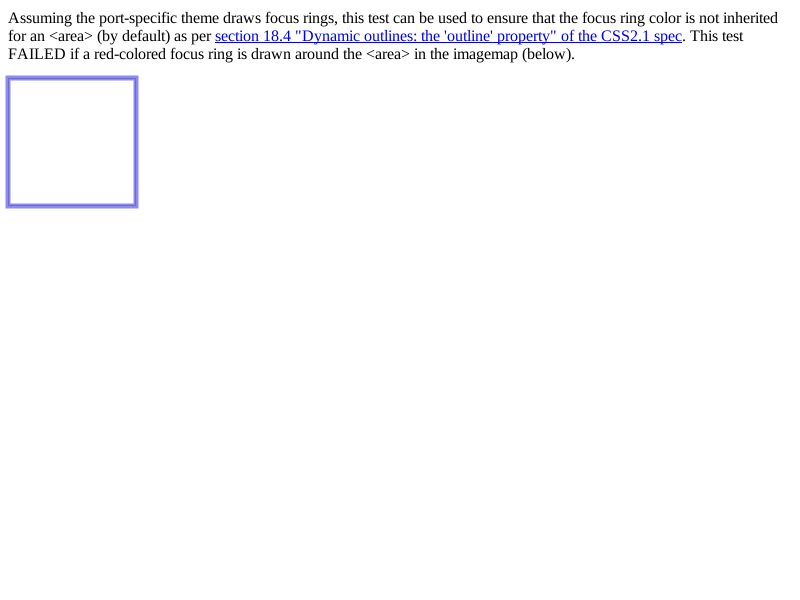 Assuming the port-specific theme draws focus rings, this test can be used to ensure that the focus ring color is not inherited
for an <area> (by default) as per section 18.4 "Dynamic outlines: the 'outline' property" of the CSS2.1 spec. This test
FAILED if a red-colored focus ring is drawn around the <area> in the imagemap (below).